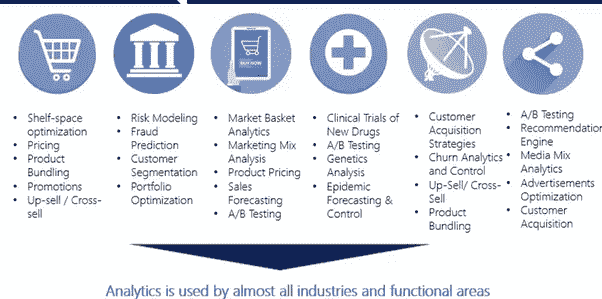 BUY NOW
• Shelf-space
optimization
• Pricing
• Product
Bundling
• Promotions
• Up-sell / Cross-
sell
• Risk Modeling
• Fraud
Prediction
• Customer
Segmentation
• Portfolio
Optimization
• Market Basket
Analytics
• Marketing Mix
Analysis
• Product Pricing
• Sales
Forecasting
• A/B Testing
• Clinical Trials of
New Drugs
• A/B Testing
• Genetics
Analysis
• Epidemic
Forecasting &
Control
• Customer
Acquisition
Strategies
• Churn Analytics
and Control
• Up-Sell/ Cross-
Sell
• Product
Bundling
• A/B Testing
• Recommendation
Engine
• Media Mix
Analytics
• Advertisements
Optimization
• Customer
Acquisition
Analytics is used by almost all industries and functional areas